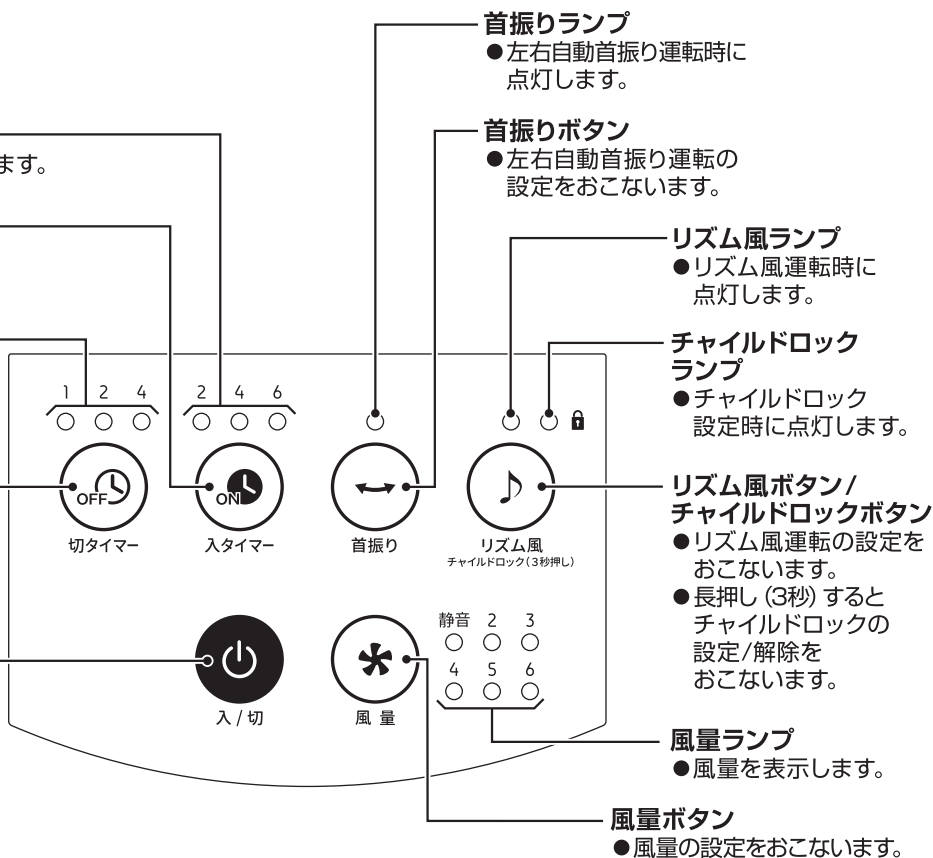 首振りランプ
●左右自動首振り運転時に
点灯します。
首振りボタン
●左右自動首振り運転の
設定をおこないます。
ます。
リズム風ランプ
●リズム風運転時に
点灯します。
チャイルドロック
ランプ
●チャイルドロック
設定時に点灯します。
1 2 4
2 4 6
OFF
ON
切タイマー
入タイマー
首振り
リズム風
チャイルドロック(3秒押し)
リズム風ボタン/
チャイルドロックボタン
●リズム風運転の設定を
おこないます。
●長押し(3秒)すると
チャイルドロックの
設定/解除を
おこないます。
静音 2 3
4 5 6
入/切
風量
風量ランプ
●風量を表示します。
風量ボタン
●風量の設定をおこないます。